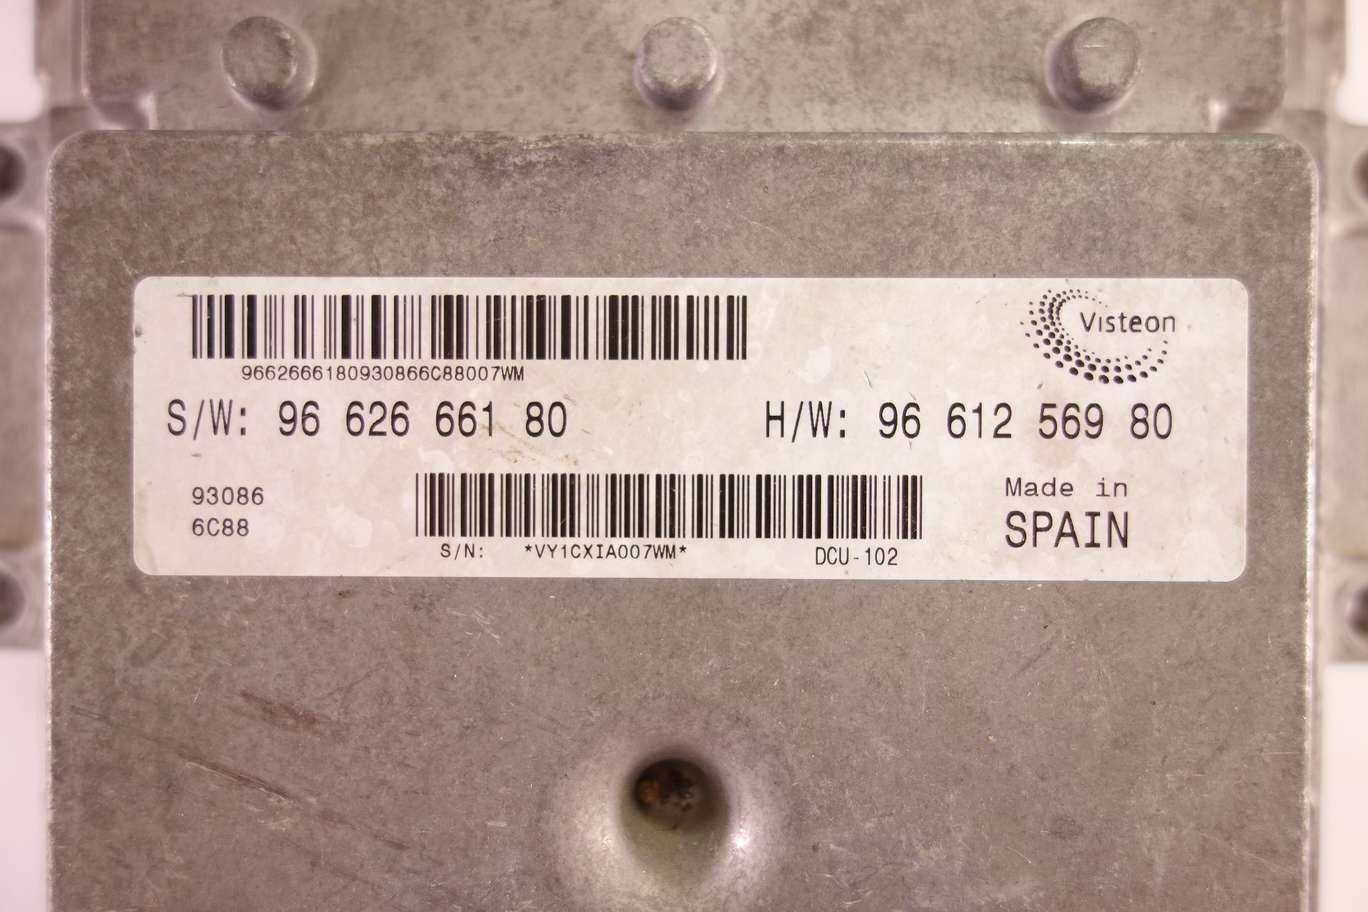 Visteon
9662666180930866C88007WM
S/W: 96 626 661 80
H/W: 96 612 569 80
93086
6C88
S/N: *VY1CXIA007WM*
DCU-102
Made in
SPAIN